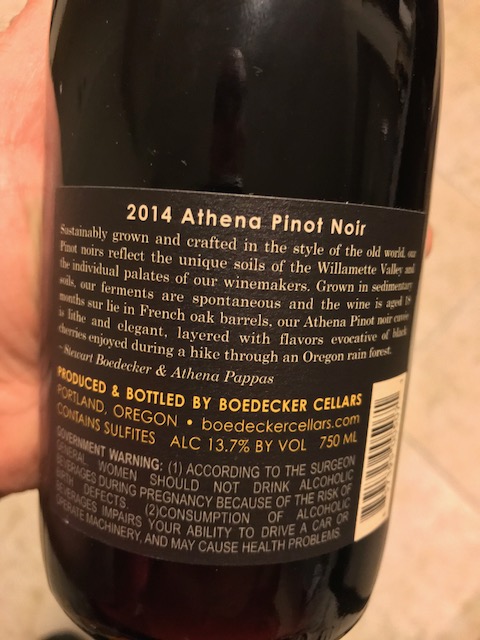 2014 Athena Pinot Noir
Sustainably grown and crafted in the style of the old world, our
Pinot noirs reflect the unique soils of the Willamette Valley and
the individual palates of our winemakers. Grown in sedimentary
soils, our ferments are spontaneous and the wine is aged 18
months sur lie in French oak barrels, our Athena Pinot noir cuvée
is lithe and elegant, layered with flavors evocative of black
cherries enjoyed during a hike through an Oregon rain forest.
~Stewart Boedecker & Athena Pappas
PRODUCED & BOTTLED BY BOEDECKER CELLARS
PORTLAND, OREGON • boedeckercellars.com
CONTAINS SULFITES ALC 13.7% BY VOL 750 ML
GOVERNMENT WARNING: (1) ACCORDING TO THE SURGEON
GENERAL, WOMEN SHOULD NOT DRINK ALCOHOLIC
BEVERAGES DURING PREGNANCY BECAUSE OF THE RISK OF
BIRTH DEFECTS. (2)CONSUMPTION OF ALCOHOLIC
BEVERAGES IMPAIRS YOUR ABILITY TO DRIVE A CAR OR
OPERATE MACHINERY, AND MAY CAUSE HEALTH PROBLEMS.